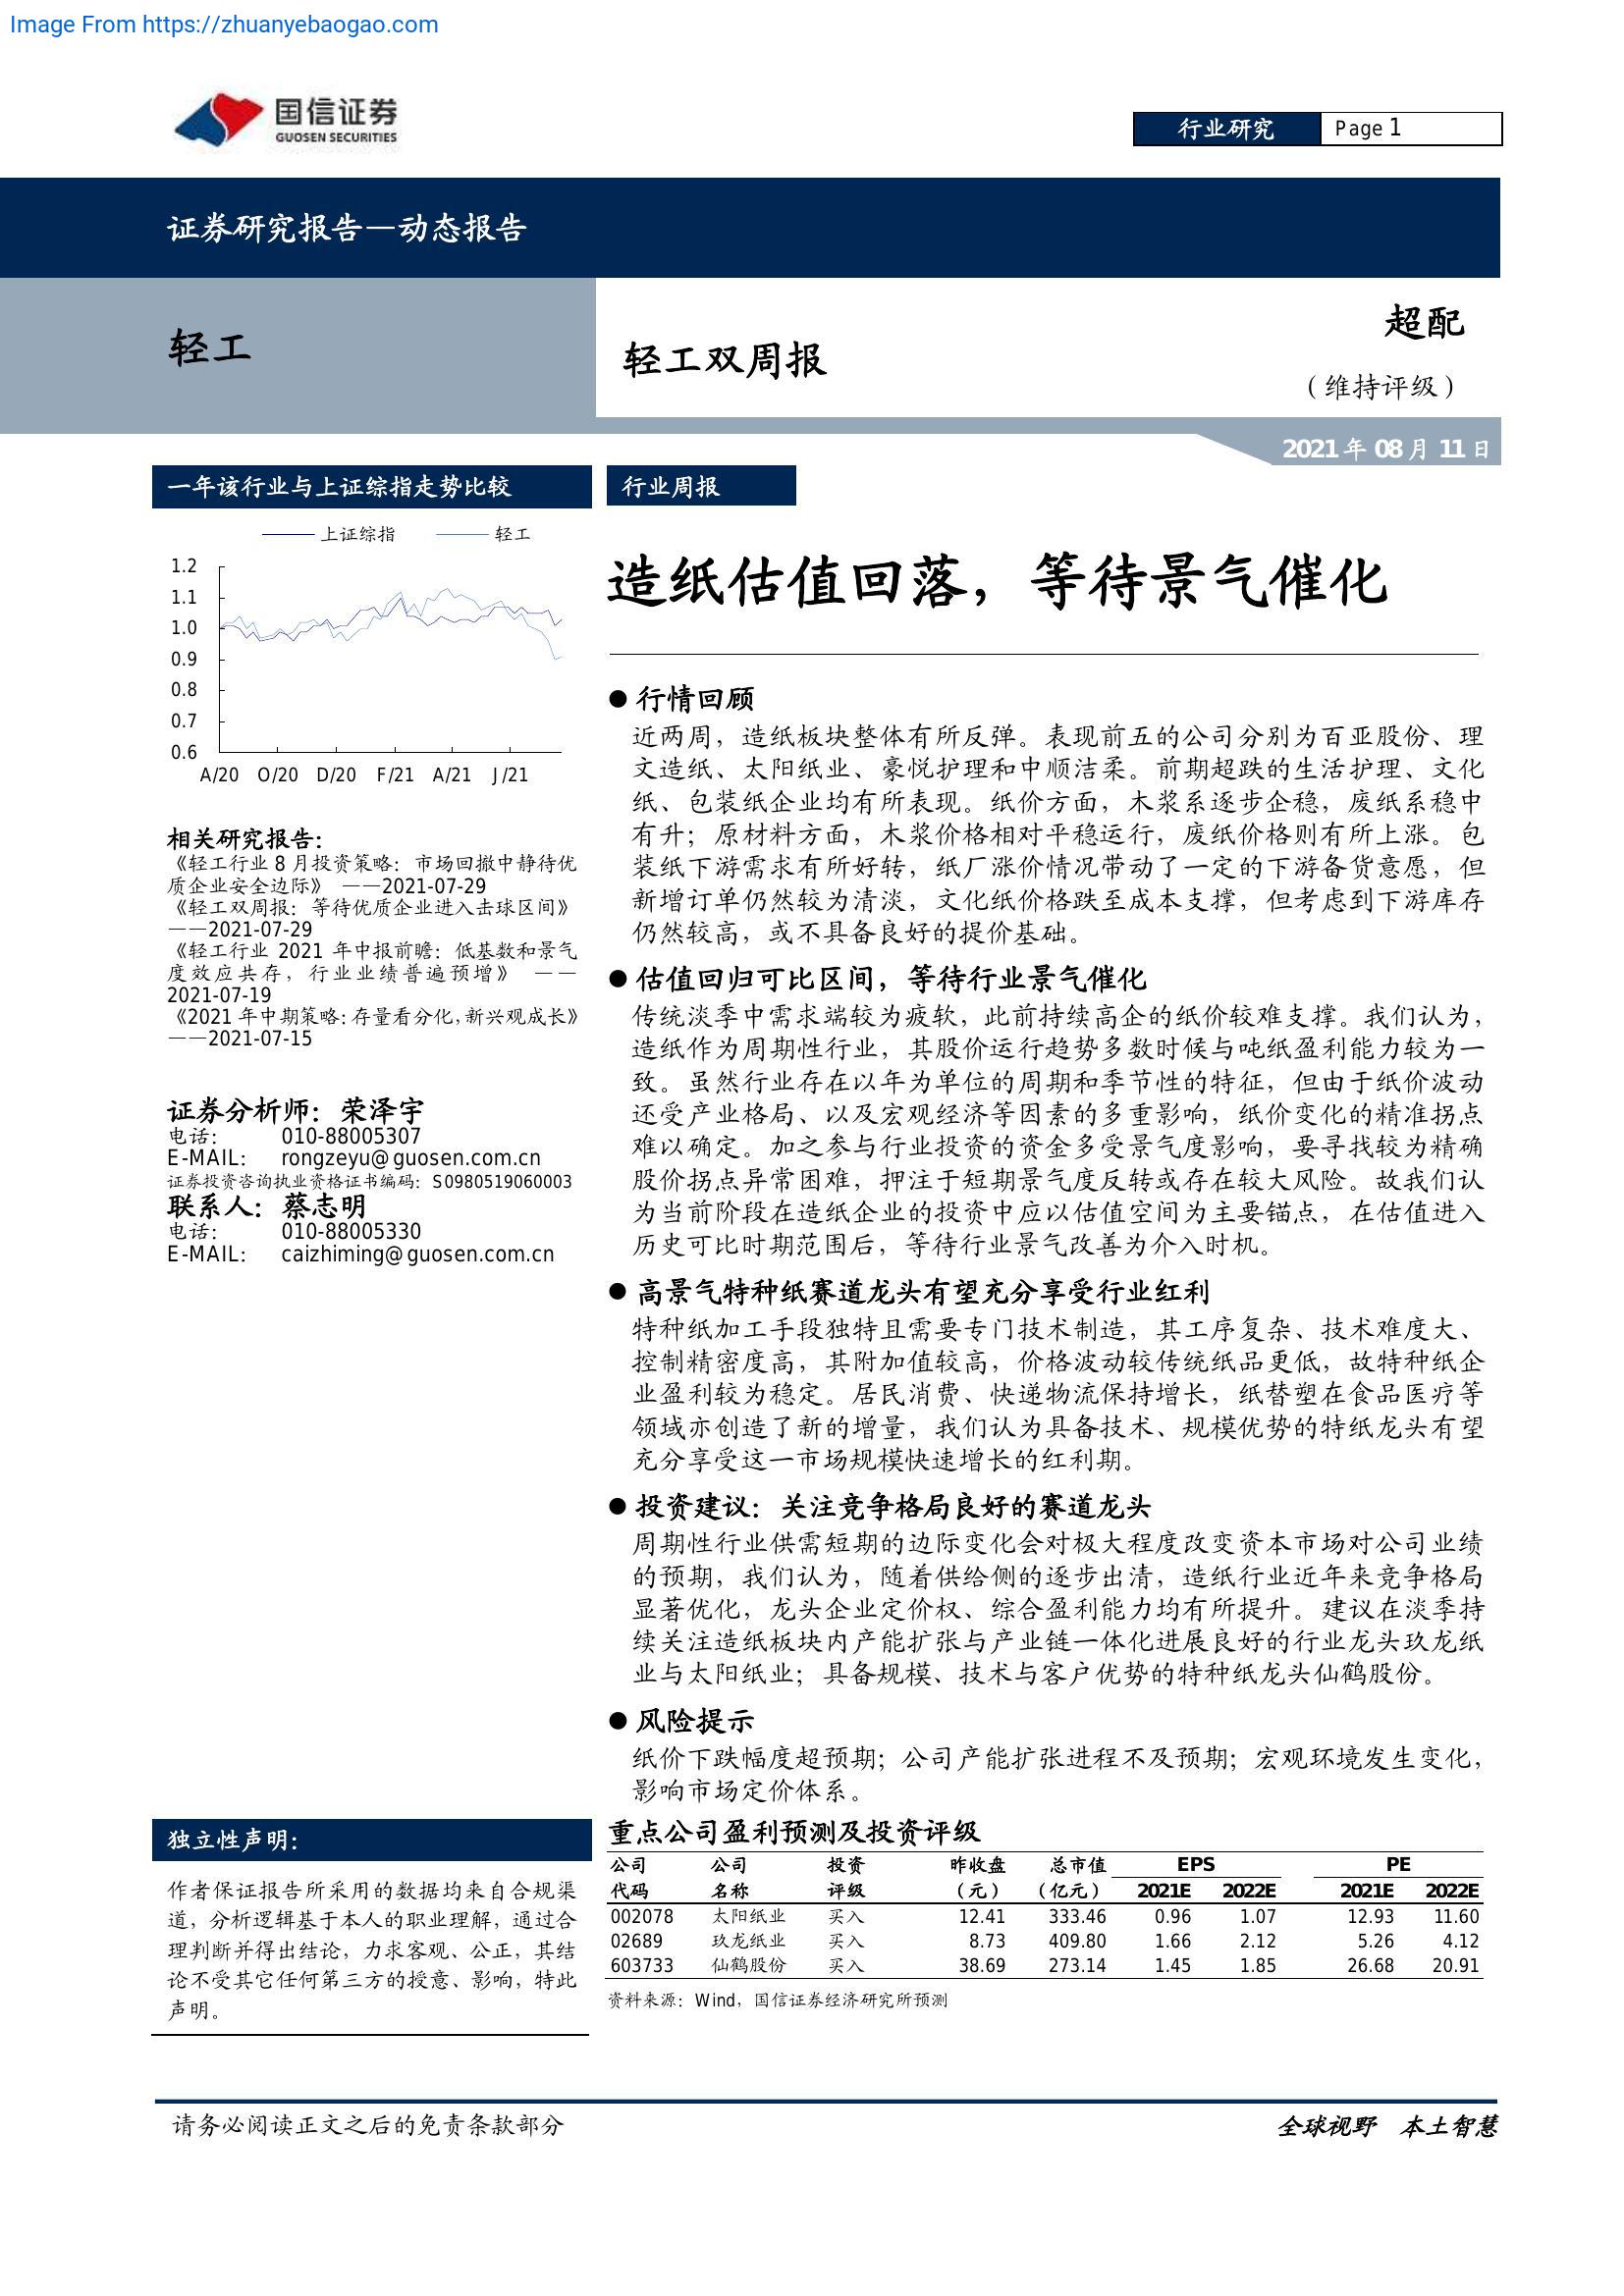 Image From https://zhuanyebaogao.com
国信证券
GUOSEN SECURITIES
行业研究
Page 1
证券研究报告—动态报告
轻工
轻工双周报
超配
（维持评级）
2021 年 08 月 11 日
一年该行业与上证综指走势比较
上证综指 轻工
1.2
1.1
1.0
0.9
0.8
0.7
0.6
A/20 O/20 D/20 F/21 A/21 J/21
相关研究报告：
《轻工行业 8 月投资策略：市场回撤中静待优
质企业安全边际》 ——2021-07-29
《轻工双周报：等待优质企业进入击球区间》
——2021-07-29
《轻工行业 2021 年中报前瞻：低基数和景气
度效应共存，行业业绩普遍预增》 ——
2021-07-19
《2021 年中期策略：存量看分化，新兴观成长》
——2021-07-15
证券分析师：荣泽宇
电话： 010-88005307
E-MAIL： rongzeyu@guosen.com.cn
证券投资咨询执业资格证书编码：S0980519060003
联系人：蔡志明
电话： 010-88005330
E-MAIL： caizhiming@guosen.com.cn
独立性声明：
作者保证报告所采用的数据均来自合规渠
道，分析逻辑基于本人的职业理解，通过合
理判断并得出结论，力求客观、公正，其结
论不受其它任何第三方的授意、影响，特此
声明。
行业周报
造纸估值回落，等待景气催化
● 行情回顾
近两周，造纸板块整体有所反弹。表现前五的公司分别为百亚股份、理
文造纸、太阳纸业、豪悦护理和中顺洁柔。前期超跌的生活护理、文化
纸、包装纸企业均有所表现。纸价方面，木浆系逐步企稳，废纸系稳中
有升；原材料方面，木浆价格相对平稳运行，废纸价格则有所上涨。包
装纸下游需求有所好转，纸厂涨价情况带动了一定的下游备货意愿，但
新增订单仍然较为清淡，文化纸价格跌至成本支撑，但考虑到下游库存
仍然较高，或不具备良好的提价基础。
● 估值回归可比区间，等待行业景气催化
传统淡季中需求端较为疲软，此前持续高企的纸价较难支撑。我们认为，
造纸作为周期性行业，其股价运行趋势多数时候与吨纸盈利能力较为一
致。虽然行业存在以年为单位的周期和季节性的特征，但由于纸价波动
还受产业格局、以及宏观经济等因素的多重影响，纸价变化的精准拐点
难以确定。加之参与行业投资的资金多受景气度影响，要寻找较为精确
股价拐点异常困难，押注于短期景气度反转或存在较大风险。故我们认
为当前阶段在造纸企业的投资中应以估值空间为主要锚点，在估值进入
历史可比时期范围后，等待行业景气改善为介入时机。
● 高景气特种纸赛道龙头有望充分享受行业红利
特种纸加工手段独特且需要专门技术制造，其工序复杂、技术难度大、
控制精密度高，其附加值较高，价格波动较传统纸品更低，故特种纸企
业盈利较为稳定。居民消费、快递物流保持增长，纸替塑在食品医疗等
领域亦创造了新的增量，我们认为具备技术、规模优势的特纸龙头有望
充分享受这一市场规模快速增长的红利期。
● 投资建议：关注竞争格局良好的赛道龙头
周期性行业供需短期的边际变化会对极大程度改变资本市场对公司业绩
的预期，我们认为，随着供给侧的逐步出清，造纸行业近年来竞争格局
显著优化，龙头企业定价权、综合盈利能力均有所提升。建议在淡季持
续关注造纸板块内产能扩张与产业链一体化进展良好的行业龙头玖龙纸
业与太阳纸业；具备规模、技术与客户优势的特种纸龙头仙鹤股份。
● 风险提示
纸价下跌幅度超预期；公司产能扩张进程不及预期；宏观环境发生变化，
影响市场定价体系。
重点公司盈利预测及投资评级
公司 公司 投资 昨收盘 总市值 EPS PE
代码 名称 评级 （元） （亿元） 2021E 2022E 2021E 2022E
002078 太阳纸业 买入 12.41 333.46 0.96 1.07 12.93 11.60
02689 玖龙纸业 买入 8.73 409.80 1.66 2.12 5.26 4.12
603733 仙鹤股份 买入 38.69 273.14 1.45 1.85 26.68 20.91
资料来源：Wind，国信证券经济研究所预测
请务必阅读正文之后的免责条款部分
全球视野 本土智慧